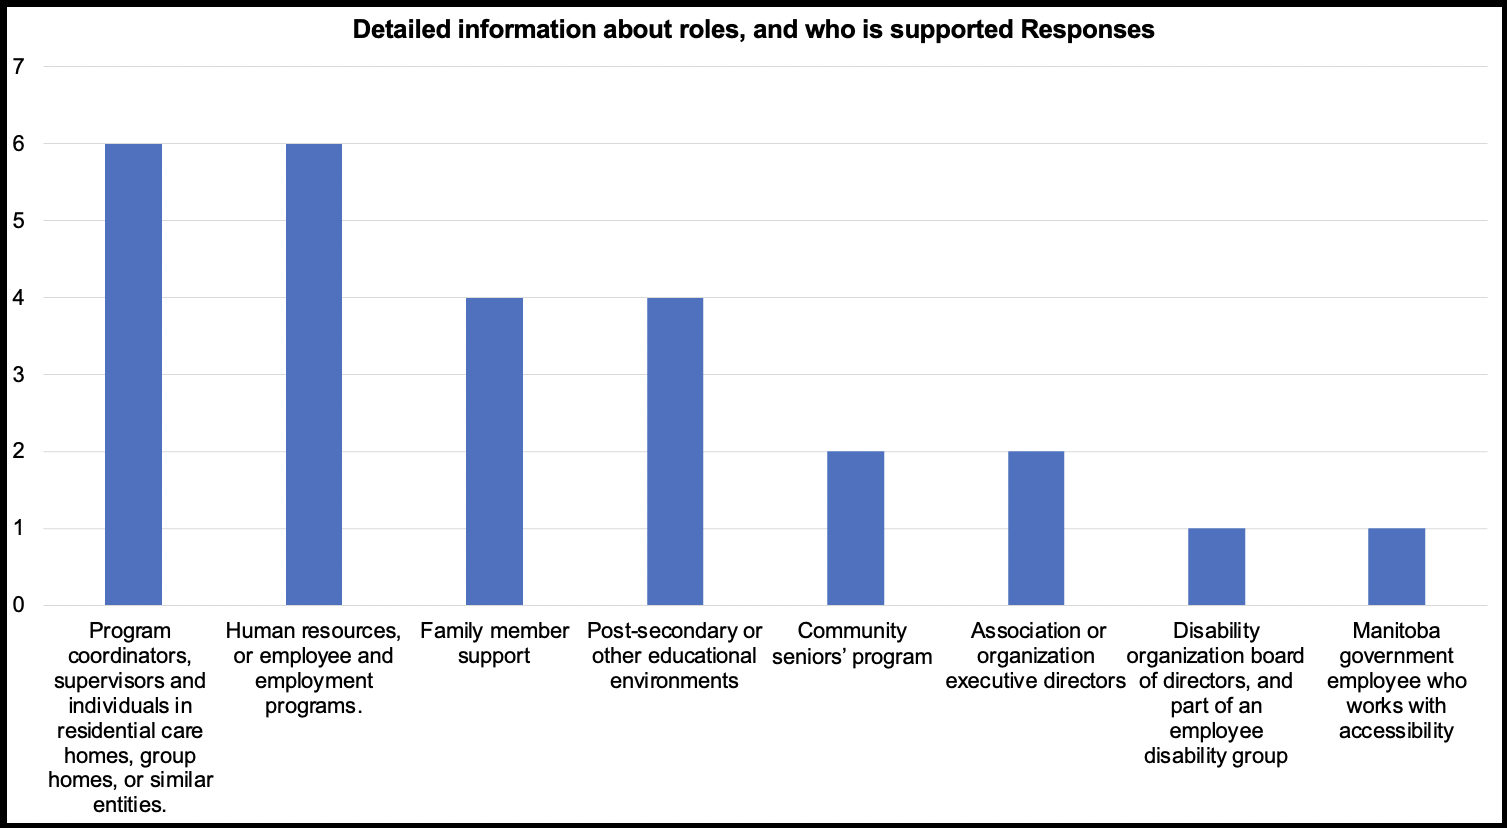 Detailed information about roles, and who is supported Responses
7
6
5
4
3
2
1
0
Program
coordinators,
supervisors and
individuals in
residential care
homes, group
homes, or similar
entities.
Human resources,
or employee and
employment
programs.
Family member
support
Post-secondary or
other educational
environments
Community
seniors’ program
Association or
organization
executive directors
Disability
organization board
of directors, and
part of an
employee
disability group
Manitoba
government
employee who
works with
accessibility